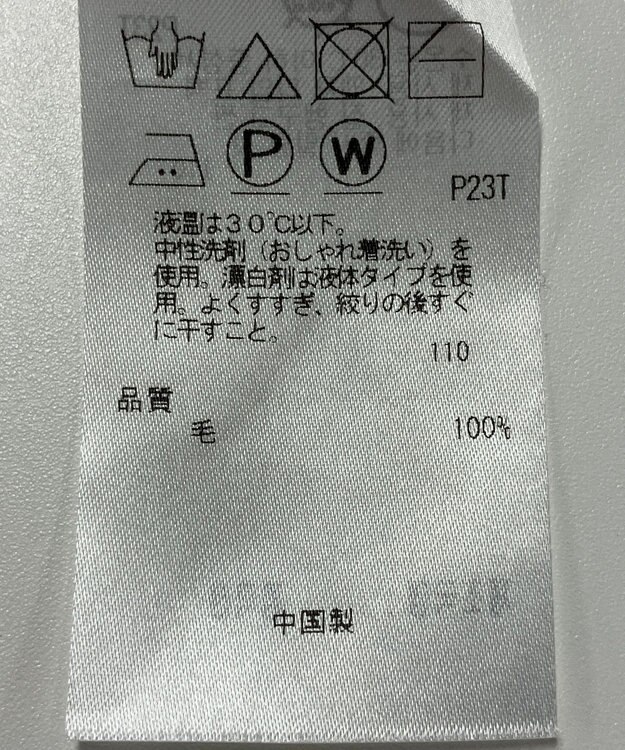 P W
P23T
液温は30℃以下。
中性洗剤（おしゃれ着洗い）を
使用。漂白剤は液体タイプを使
用。よくすすぎ、絞りの後すぐ
に干すこと。
110
品質
毛 100%
中国製